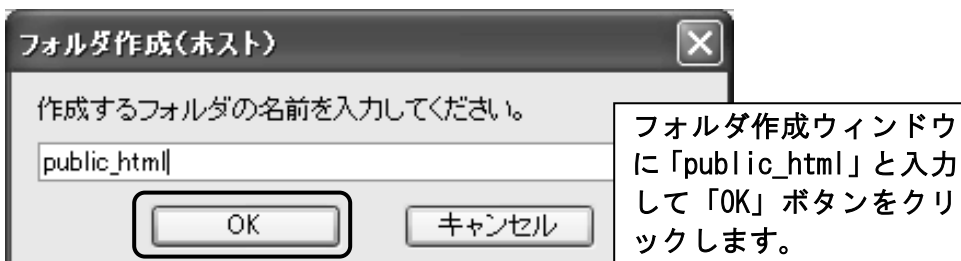 フォルダ作成(ホスト)
作成するフォルダの名前を入力してください。
public_html
OK
キャンセル
フォルダ作成ウィンドウ
に「public_html」と入力
して「OK」ボタンをクリ
ックします。